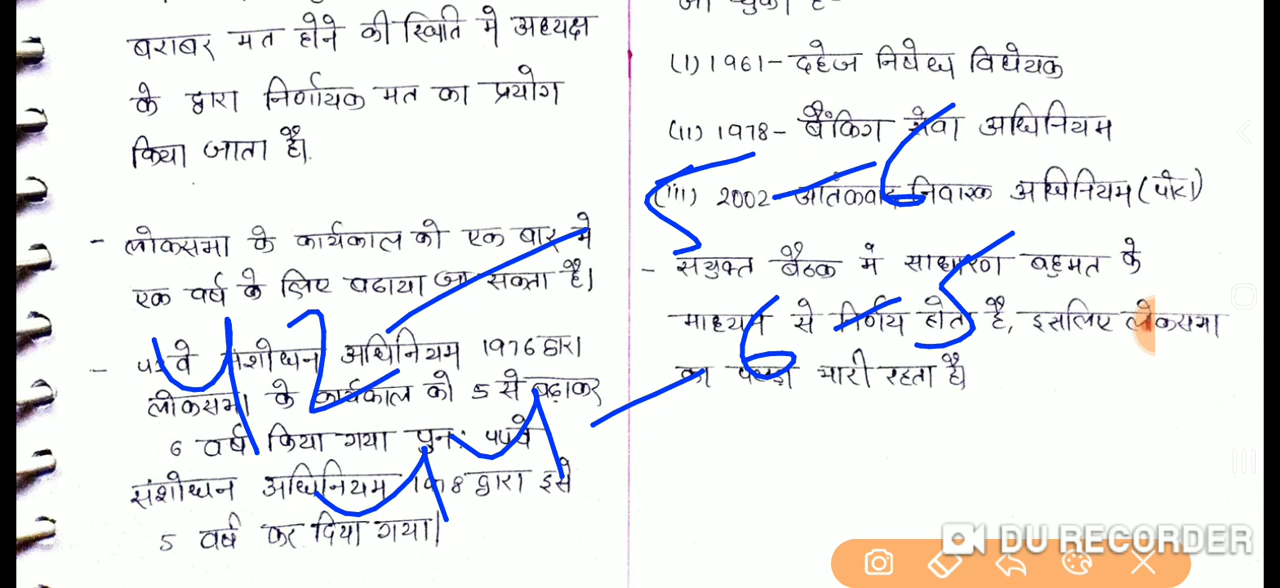 बराबर मत होने की स्थिति में अध्यक्ष
के द्वारा निर्णायक मत का प्रयोग
किया जाता है।
- लोकसभा के कार्यकाल को एक बार में
एक वर्ष के लिए बढाया जा सकता है।
- 42वे संशोधन अधिनियम 1976 द्वारा
लोकसभा के कार्यकाल को 5 से बढ़ाकर
6 वर्ष किया गया पुनः 44वे
संशोधन अधिनियम 1978 द्वारा इसे
5 वर्ष कर दिया गया।
(I) 1961- दहेज निषेध विधेयक
(II) 1978- बैंकिंग सेवा अधिनियम
(iii) 2002- आतंकवाद निवारक अधिनियम (पोटा)
- संयुक्त बैठक में साधारण बहुमत के
माध्यम से निर्णय होता है, इसलिए लोकसभा
का पलड़ा भारी रहता है।
42 - 5 - 6
44 - 6 - 5
DU RECORDER